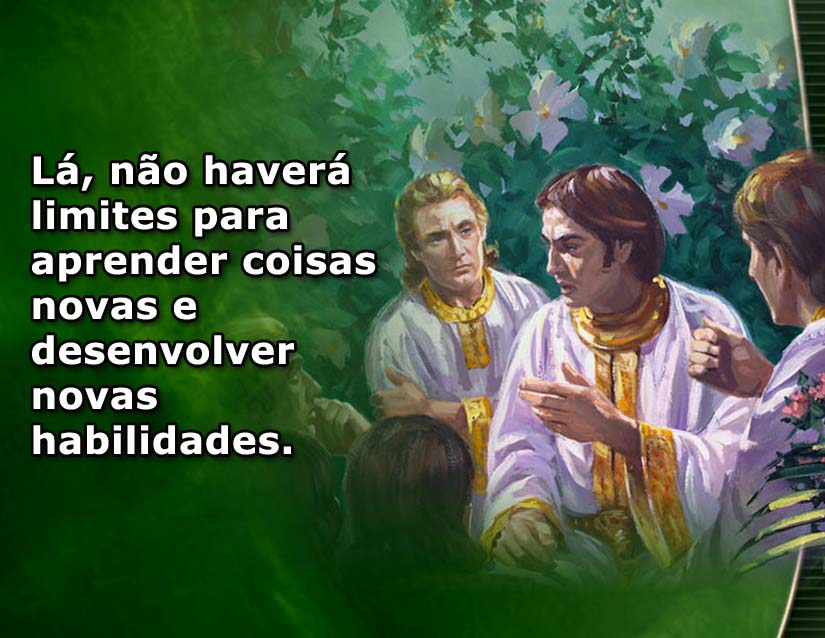 Lá, não haverá
limites para
aprender coisas
novas e
desenvolver
novas
habilidades.